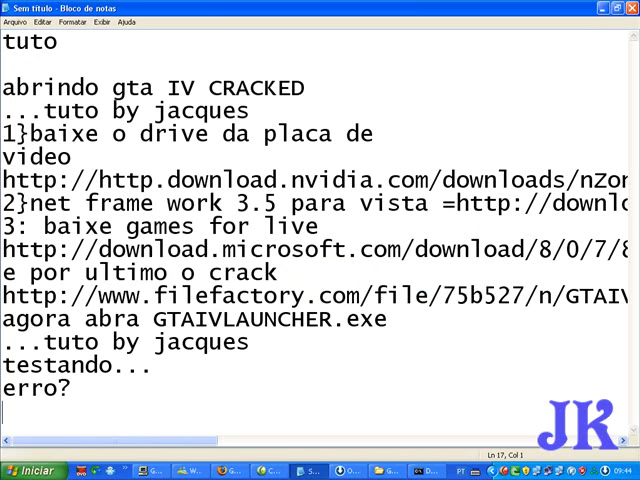 Sem título - Bloco de notas
Arquivo Editar Formatar Exibir Ajuda
tuto
abrindo gta IV CRACKED
...tuto by jacques
1}baixe o drive da placa de
video
http://http.download.nvidia.com/downloads/nZon
2}net frame work 3.5 para vista =http://downlo
3: baixe games for live
http://download.microsoft.com/download/8/0/7/8
e por ultimo o crack
http://www.filefactory.com/file/75b527/n/GTAIV
agora abra GTAIVLAUNCHER.exe
...tuto by jacques
testando...
erro?
JK
Ln 17, Col 1
Iniciar G... W... G... C... S... O... G... D... PT 09:44